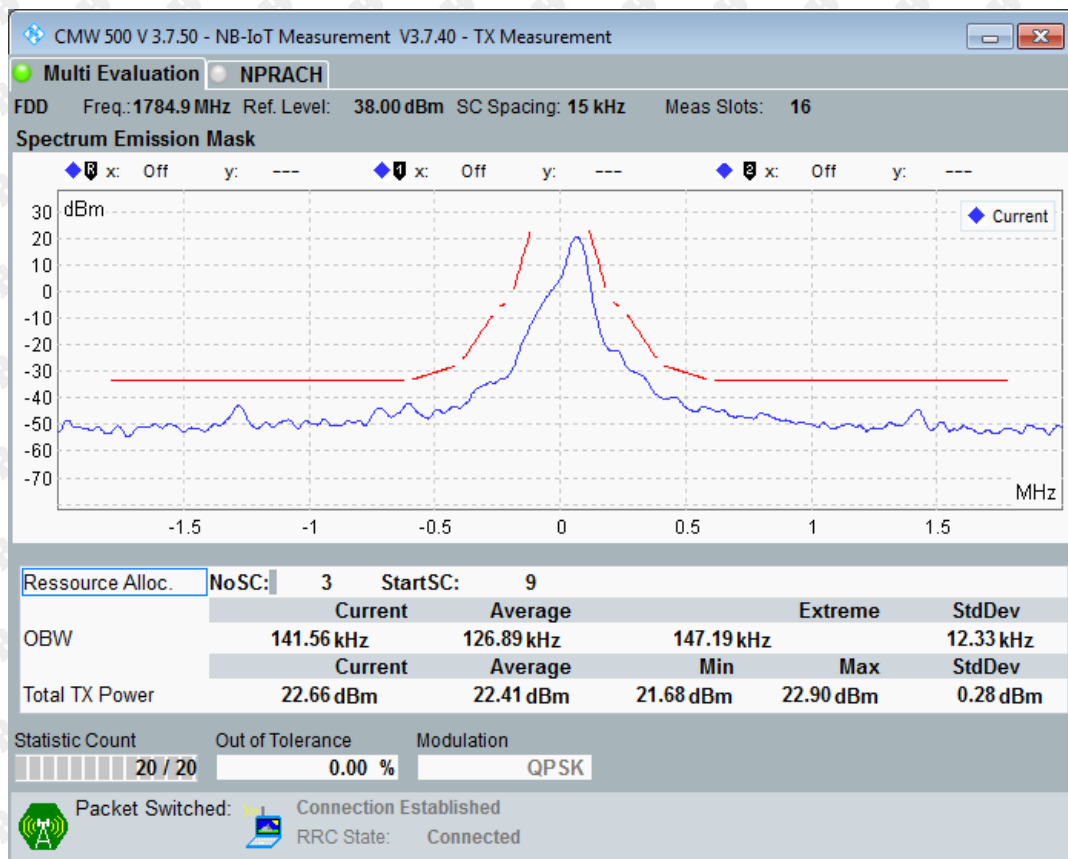 CMW 500 V 3.7.50 - NB-IoT Measurement V3.7.40 - TX Measurement
Multi Evaluation NPRACH
FDD Freq.: 1784.9 MHz Ref. Level: 38.00 dBm SC Spacing: 15 kHz Meas Slots: 16
Spectrum Emission Mask
R x: Off y: --- 1 x: Off y: --- 2 x: Off y: ---
dBm
Current
30
20
10
0
-10
-20
-30
-40
-50
-60
-70
MHz
-1.5 -1 -0.5 0 0.5 1 1.5
Ressource Alloc. NoSC: 3 StartSC: 9
Current Average Extreme StdDev
OBW 141.56 kHz 126.89 kHz 147.19 kHz 12.33 kHz
Current Average Min Max StdDev
Total TX Power 22.66 dBm 22.41 dBm 21.68 dBm 22.90 dBm 0.28 dBm
Statistic Count Out of Tolerance Modulation
20 / 20 0.00 % QPSK
Packet Switched: Connection Established
RRC State: Connected